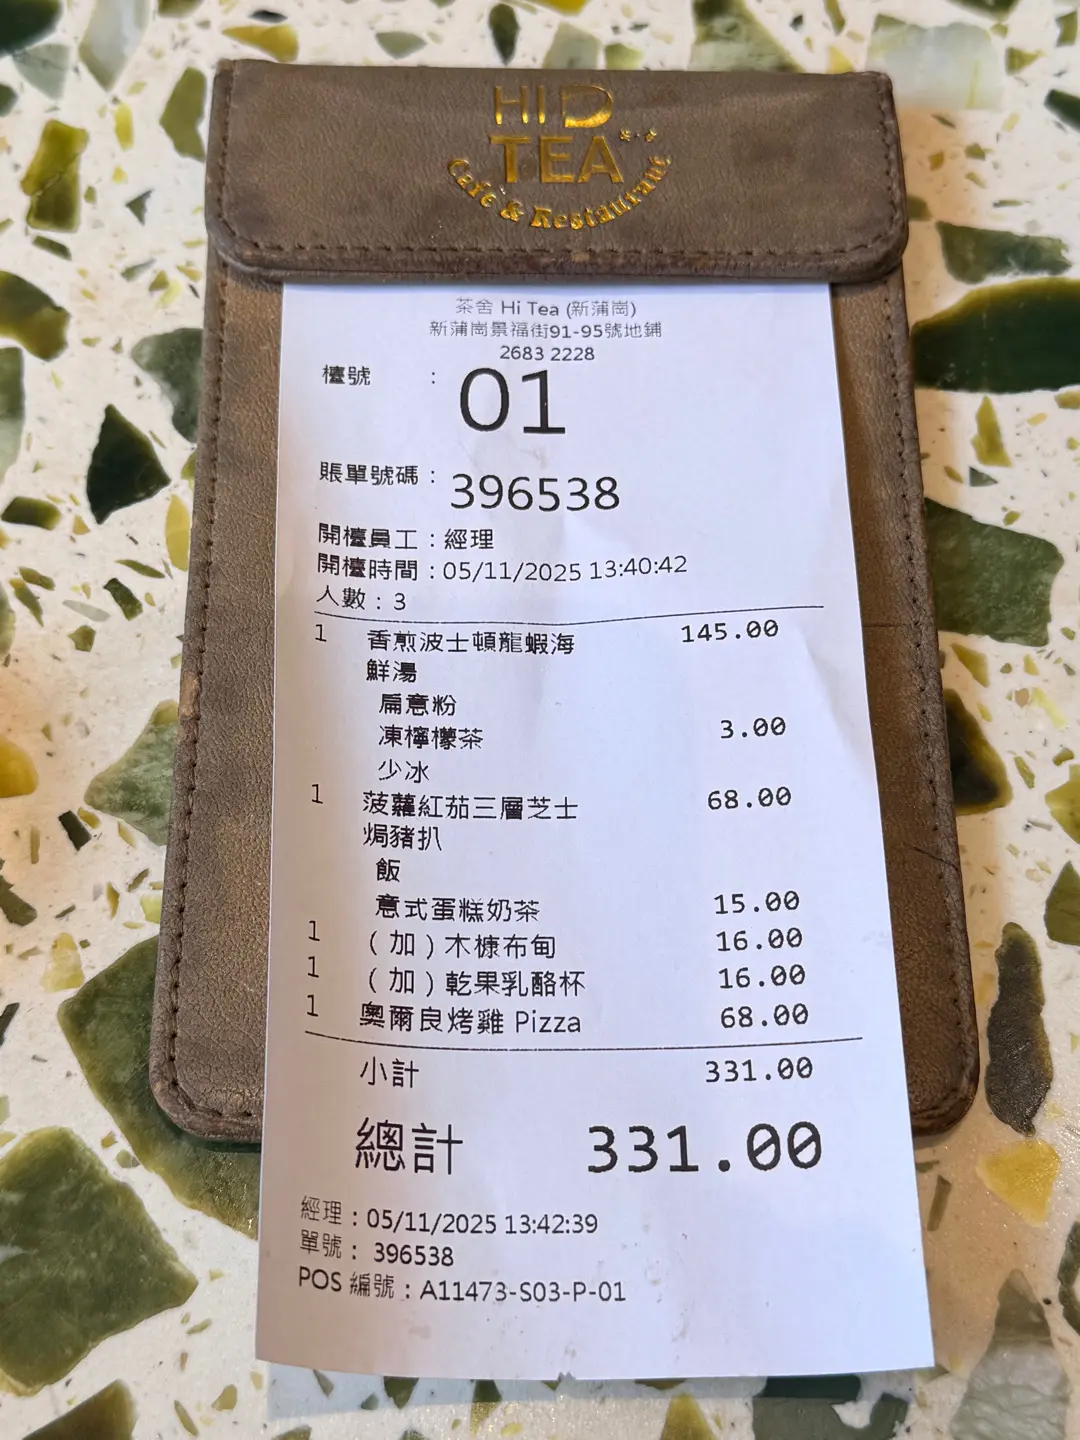 HI
TEA
Cafe & Restaurant
茶舍 Hi Tea (新蒲崗)
新蒲崗景福街91-95號地鋪
2683 2228
檯號 : 01
賬單號碼 : 396538
開檯員工 : 經理
開檯時間 : 05/11/2025 13:40:42
人數 : 3
1 香煎波士頓龍蝦海 145.00
鮮湯
扁意粉
凍檸檬茶 3.00
少冰
1 菠蘿紅茄三層芝士 68.00
焗豬扒
飯
意式蛋糕奶茶 15.00
1 (加) 木糠布甸 16.00
1 (加) 乾果乳酪杯 16.00
1 奧爾良烤雞 Pizza 68.00
小計 331.00
總計 331.00
經理 : 05/11/2025 13:42:39
單號 : 396538
POS 編號 : A11473-S03-P-01